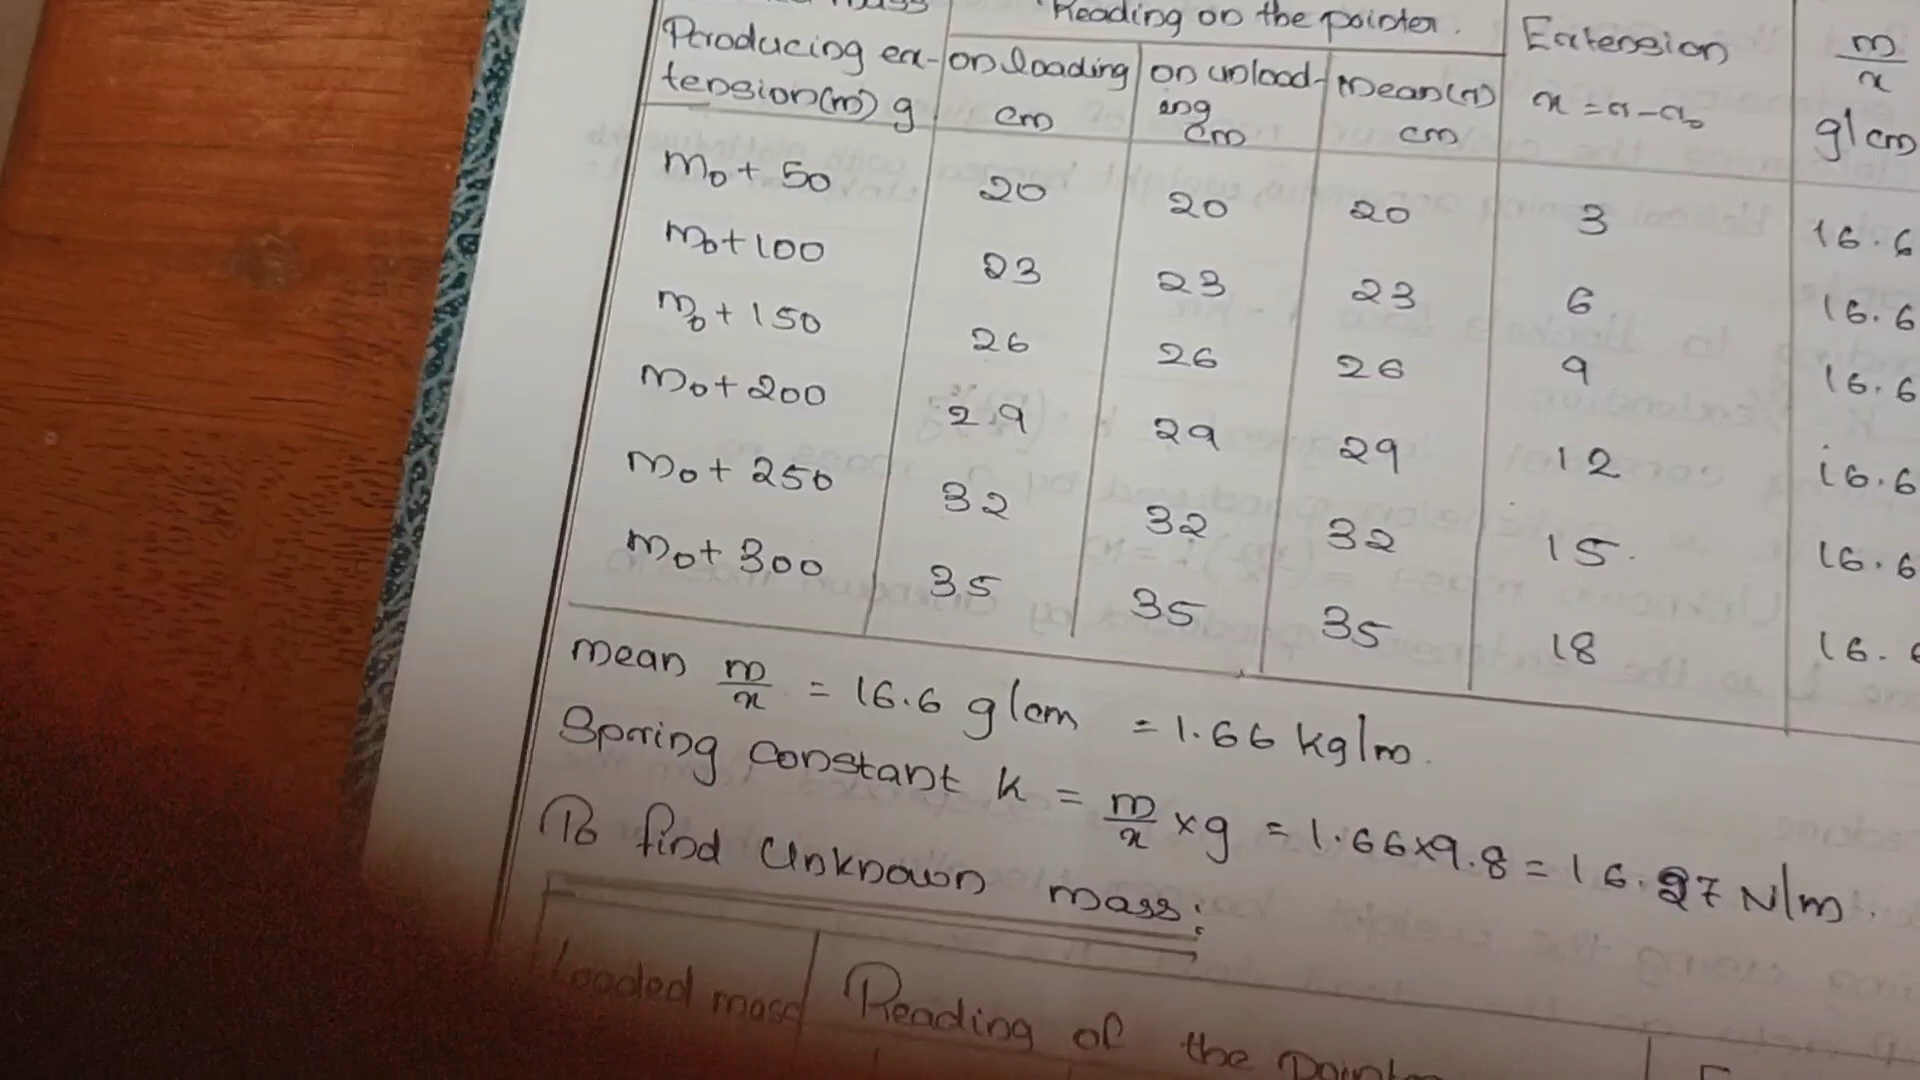 mass
Reading on the pointer.
Producing ex-
tension(m) g
on loading
cm
on unload-
ing
cm
mean(r)
cm
Extension
x = a - a0
m/x
g/cm
m0 + 50 20 20 20 3 16.6
m0 + 100 23 23 23 6 16.6
m0 + 150 26 26 26 9 16.6
m0 + 200 29 29 29 12 16.6
m0 + 250 32 32 32 15 16.6
m0 + 300 35 35 35 18 16.
mean m/x = 16.6 g/cm = 1.66 kg/m.
Spring constant k = m/x × g = 1.66×9.8 = 16.27 N/m.
To find Unknown mass:
Loaded mass Reading of the